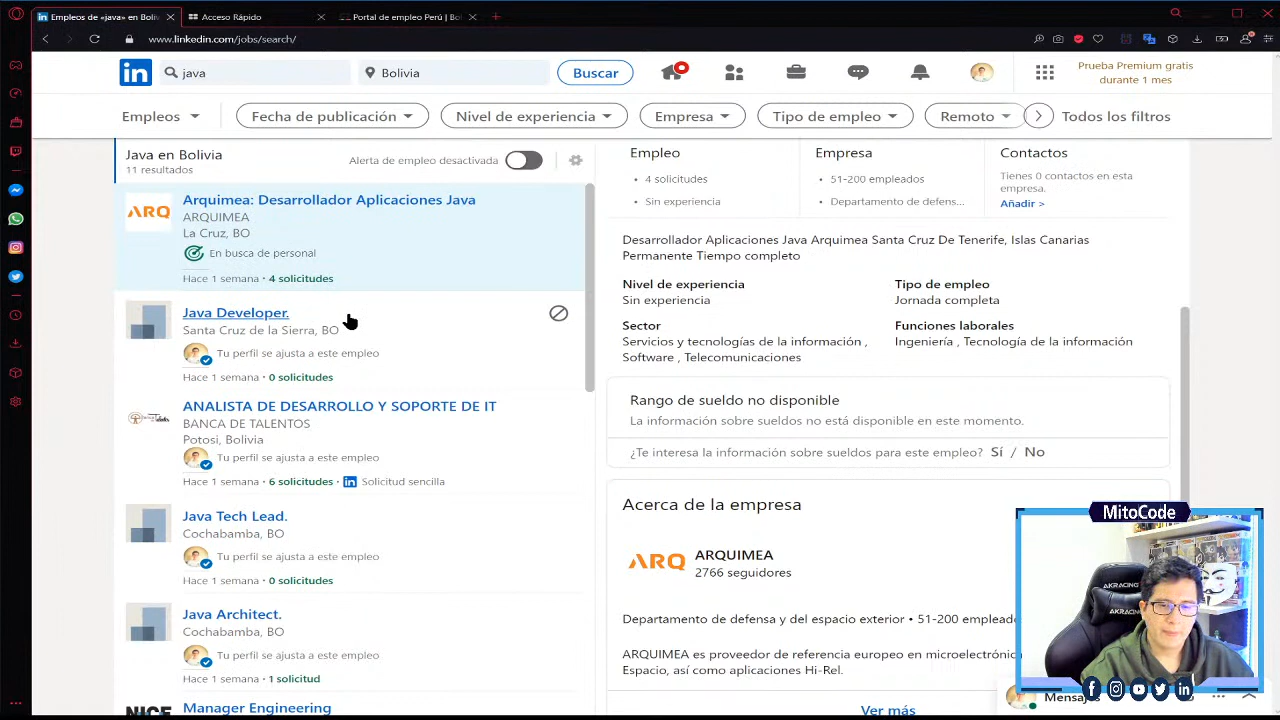 Empleos de «java» en Boliv
Acceso Rápido
Portal de empleo Perú | Bol
www.linkedin.com/jobs/search/
in
java
Bolivia
Buscar
Prueba Premium gratis
durante 1 mes
Empleos
Fecha de publicación
Nivel de experiencia
Empresa
Tipo de empleo
Remoto
Todos los filtros
Java en Bolivia
11 resultados
Alerta de empleo desactivada
ARQ
Arquimea: Desarrollador Aplicaciones Java
ARQUIMEA
La Cruz, BO
En busca de personal
Hace 1 semana • 4 solicitudes
Java Developer.
Santa Cruz de la Sierra, BO
Tu perfil se ajusta a este empleo
Hace 1 semana • 0 solicitudes
ANALISTA DE DESARROLLO Y SOPORTE DE IT
BANCA DE TALENTOS
Potosi, Bolivia
Tu perfil se ajusta a este empleo
Hace 1 semana • 6 solicitudes • in Solicitud sencilla
Java Tech Lead.
Cochabamba, BO
Tu perfil se ajusta a este empleo
Hace 1 semana • 0 solicitudes
Java Architect.
Cochabamba, BO
Tu perfil se ajusta a este empleo
Hace 1 semana • 1 solicitud
NICE
Manager Engineering
Empleo
• 4 solicitudes
• Sin experiencia
Empresa
• 51-200 empleados
• Departamento de defens...
Contactos
Tienes 0 contactos en esta
empresa.
Añadir >
Desarrollador Aplicaciones Java Arquimea Santa Cruz De Tenerife, Islas Canarias
Permanente Tiempo completo
Nivel de experiencia
Sin experiencia
Tipo de empleo
Jornada completa
Sector
Servicios y tecnologías de la información ,
Software , Telecomunicaciones
Funciones laborales
Ingeniería , Tecnología de la información
Rango de sueldo no disponible
La información sobre sueldos no está disponible en este momento.
¿Te interesa la información sobre sueldos para este empleo? Sí / No
Acerca de la empresa
ARQ
ARQUIMEA
2766 seguidores
Departamento de defensa y del espacio exterior • 51-200 emplead
ARQUIMEA es proveedor de referencia europeo en microelectrónica
Espacio, así como aplicaciones Hi-Rel.
Ver más
MitoCode
AKRACING
AKRACING
Mensajes